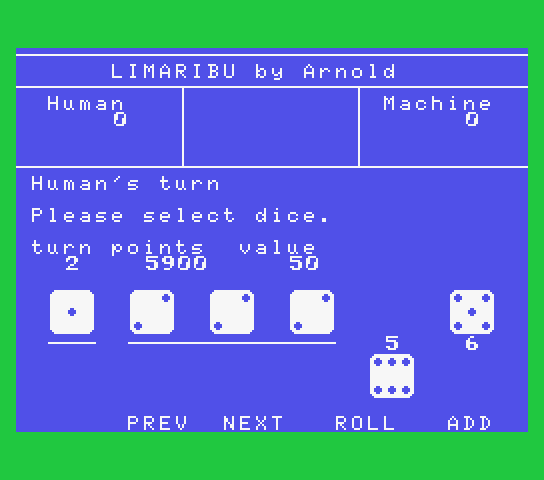 LIMARIBU by Arnold
Human Machine
0 0
Human's turn
Please select dice.
turn points value
2 5900 50
5 6
PREV NEXT ROLL ADD